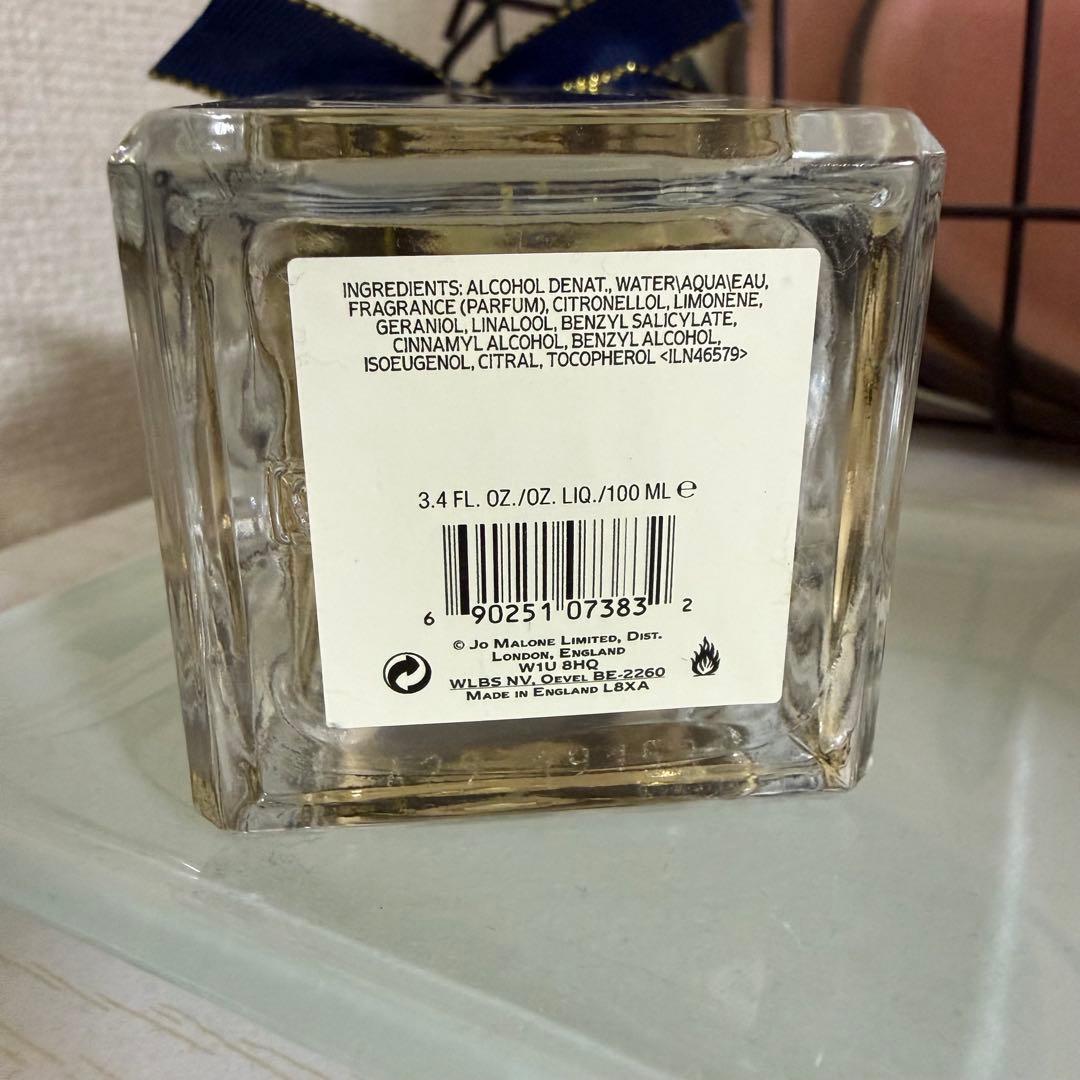 INGREDIENTS: ALCOHOL DENAT., WATER\AQUA\EAU,
FRAGRANCE (PARFUM), CITRONELLOL, LIMONENE,
GERANIOL, LINALOOL, BENZYL SALICYLATE,
CINNAMYL ALCOHOL, BENZYL ALCOHOL,
ISOEUGENOL, CITRAL, TOCOPHEROL <ILN46579>
3.4 FL. OZ./OZ. LIQ./100 ML ℮
6 90251 07383 2
© JO MALONE LIMITED, DIST.
LONDON, ENGLAND
W1U 8HQ
WLBS NV, OEVEL BE-2260
MADE IN ENGLAND L8XA